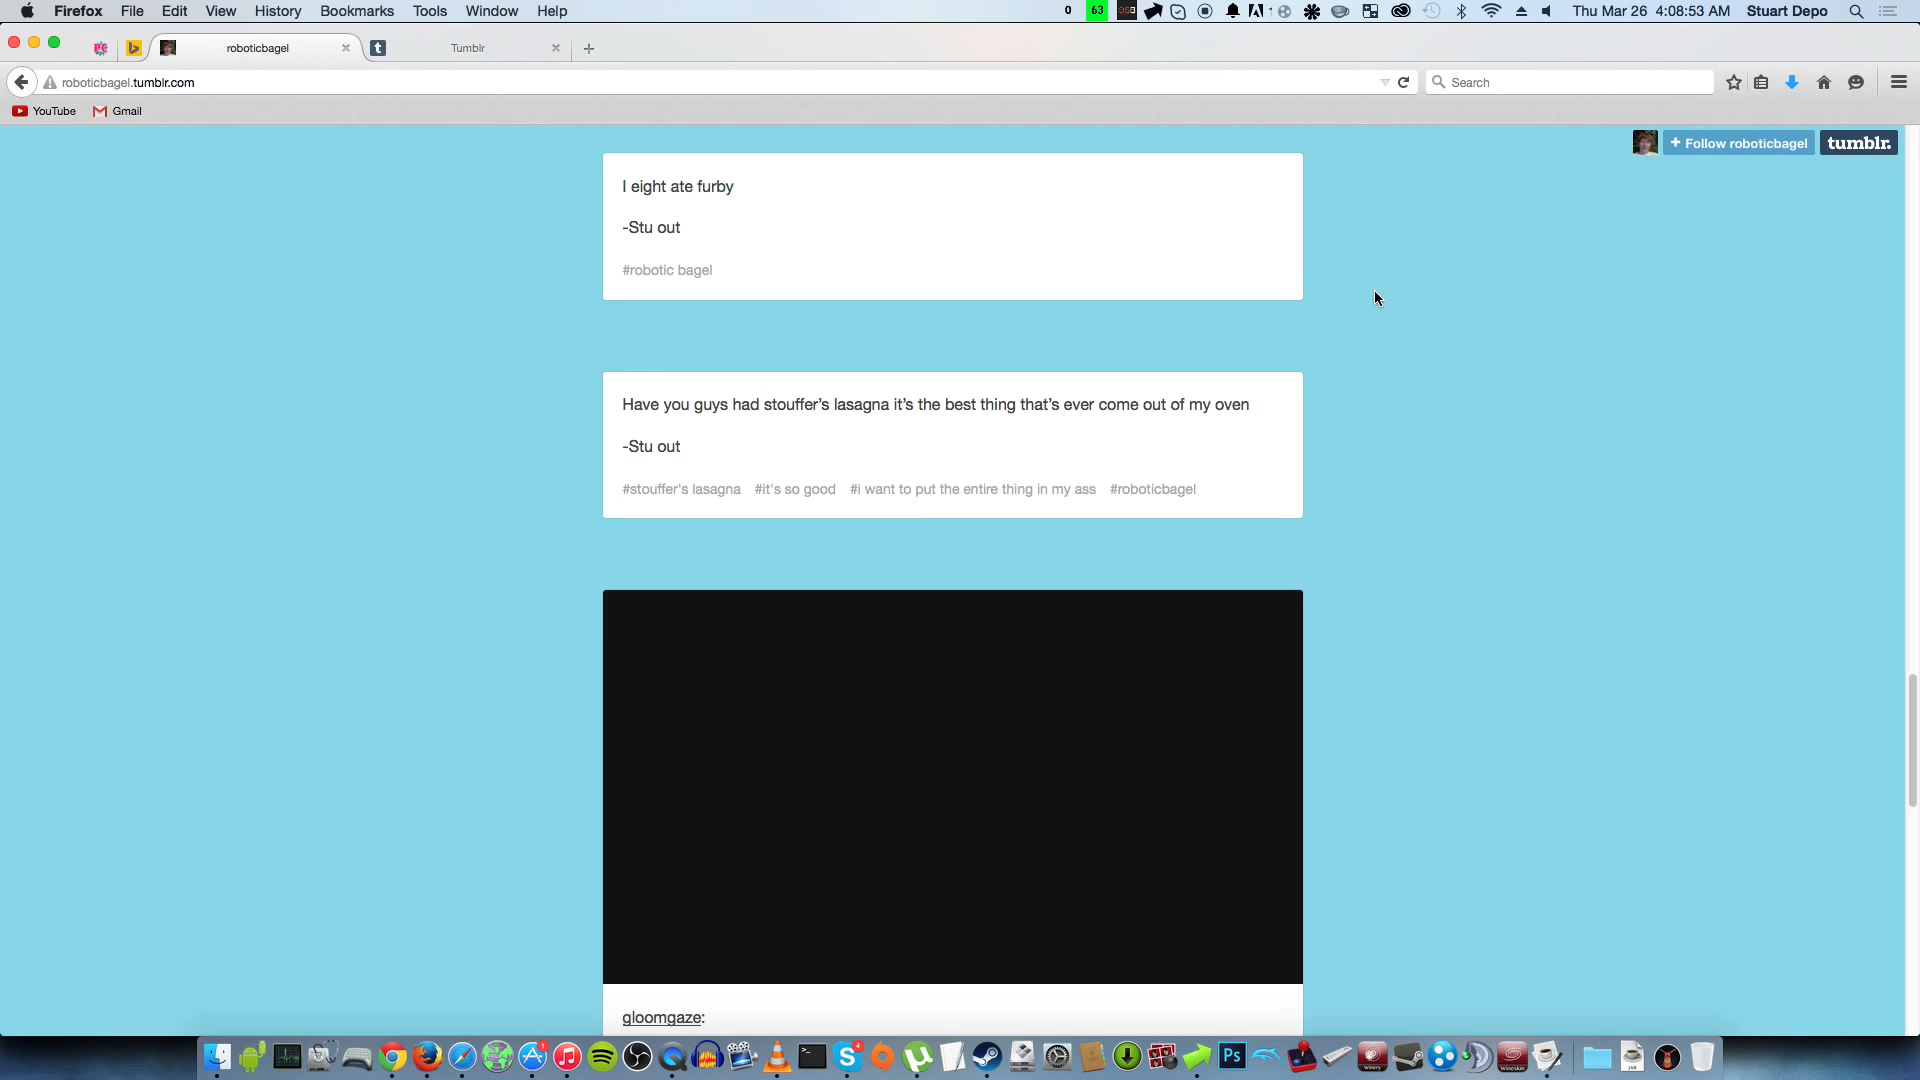 Firefox File Edit View History Bookmarks Tools Window Help 0 63 Thu Mar 26 4:08:53 AM Stuart Depo
roboticbagel Tumblr
roboticbagel.tumblr.com Search
YouTube Gmail
+ Follow roboticbagel tumblr.
I eight ate furby
-Stu out
#robotic bagel
Have you guys had stouffer’s lasagna it’s the best thing that’s ever come out of my oven
-Stu out
#stouffer's lasagna #it's so good #i want to put the entire thing in my ass #roboticbagel
gloomgaze: